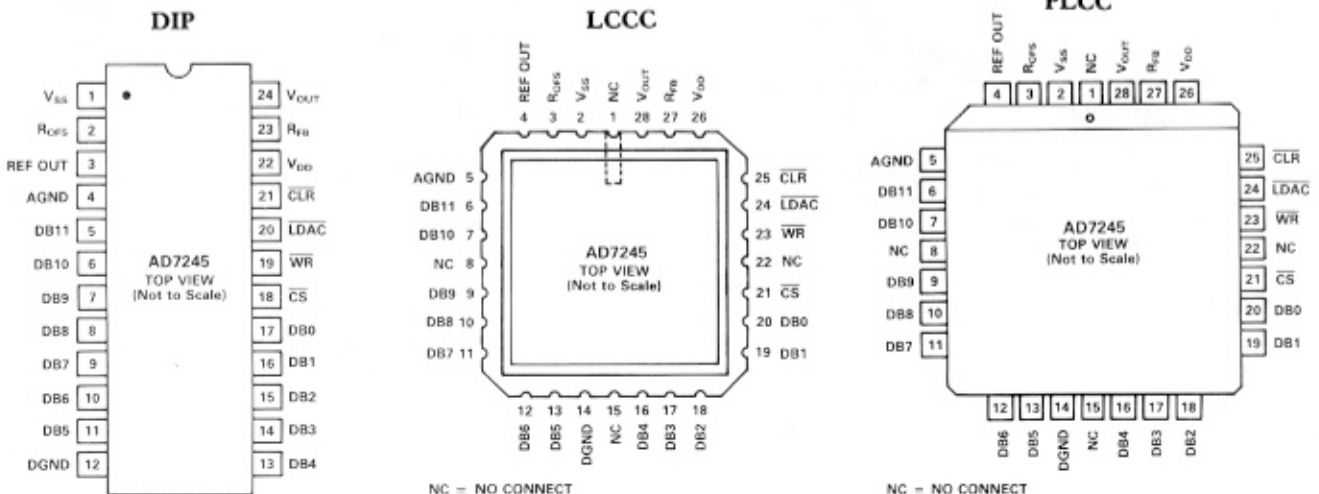 DIP
VSS 1
ROFS 2
REF OUT 3
AGND 4
DB11 5
DB10 6
DB9 7
DB8 8
DB7 9
DB6 10
DB5 11
DGND 12
AD7245
TOP VIEW
(Not to Scale)
24 VOUT
23 RFB
22 VDD
21 CLR
20 LDAC
19 WR
18 CS
17 DB0
16 DB1
15 DB2
14 DB3
13 DB4
LCCC
REF OUT ROFS VSS NC VOUT RFB VDD
4 3 2 1 28 27 26
AGND 5
DB11 6
DB10 7
NC 8
DB9 9
DB8 10
DB7 11
AD7245
TOP VIEW
(Not to Scale)
25 CLR
24 LDAC
23 WR
22 NC
21 CS
20 DB0
19 DB1
12 13 14 15 16 17 18
DB6 DB5 DGND NC DB4 DB3 DB2
NC = NO CONNECT
PLCC
REF OUT ROFS VSS NC VOUT RFB VDD
4 3 2 1 28 27 26
AGND 5
DB11 6
DB10 7
NC 8
DB9 9
DB8 10
DB7 11
AD7245
TOP VIEW
(Not to Scale)
25 CLR
24 LDAC
23 WR
22 NC
21 CS
20 DB0
19 DB1
12 13 14 15 16 17 18
DB6 DB5 DGND NC DB4 DB3 DB2
NC = NO CONNECT